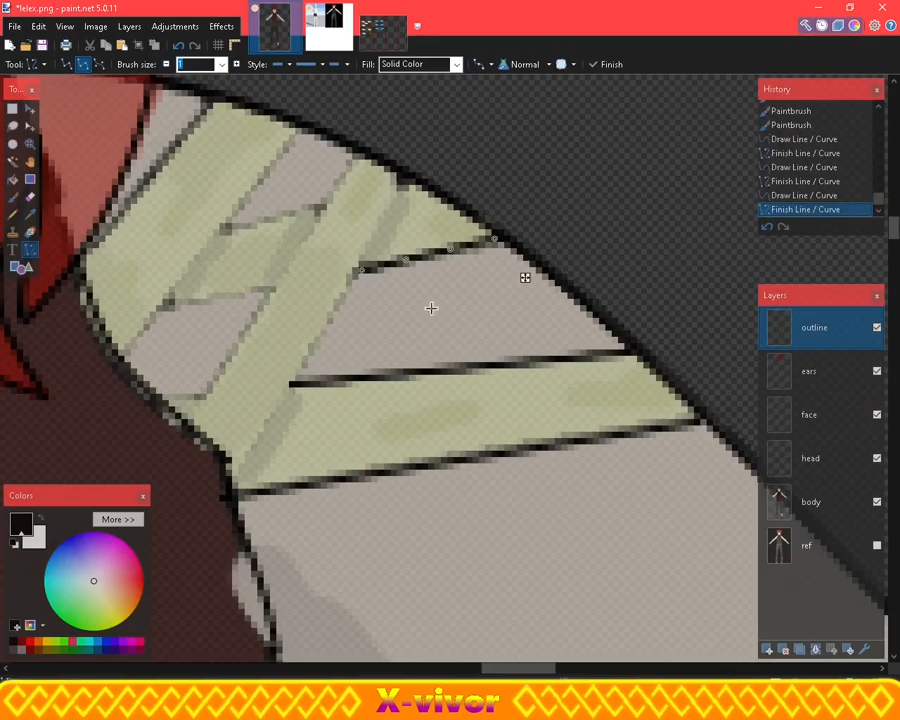 *lelex.png - paint.net 5.0.11
File Edit View Image Layers Adjustments Effects
Tool: Brush size: 1 Style: Fill: Solid Color Normal Finish
To... x
History x
Paintbrush
Paintbrush
Draw Line / Curve
Finish Line / Curve
Draw Line / Curve
Finish Line / Curve
Draw Line / Curve
Finish Line / Curve
Layers x
outline
ears
face
head
body
ref
Colors x
More >>
X-vivor